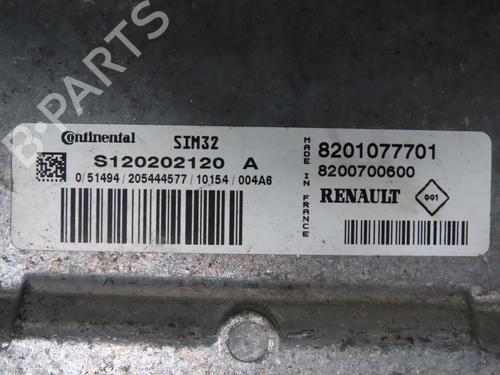 Continental SIM32
S120202120 A
0/51494/205444577/10154/004A6
MADE IN FRANCE
8201077701
8200700600
RENAULT
001
B-PARTS